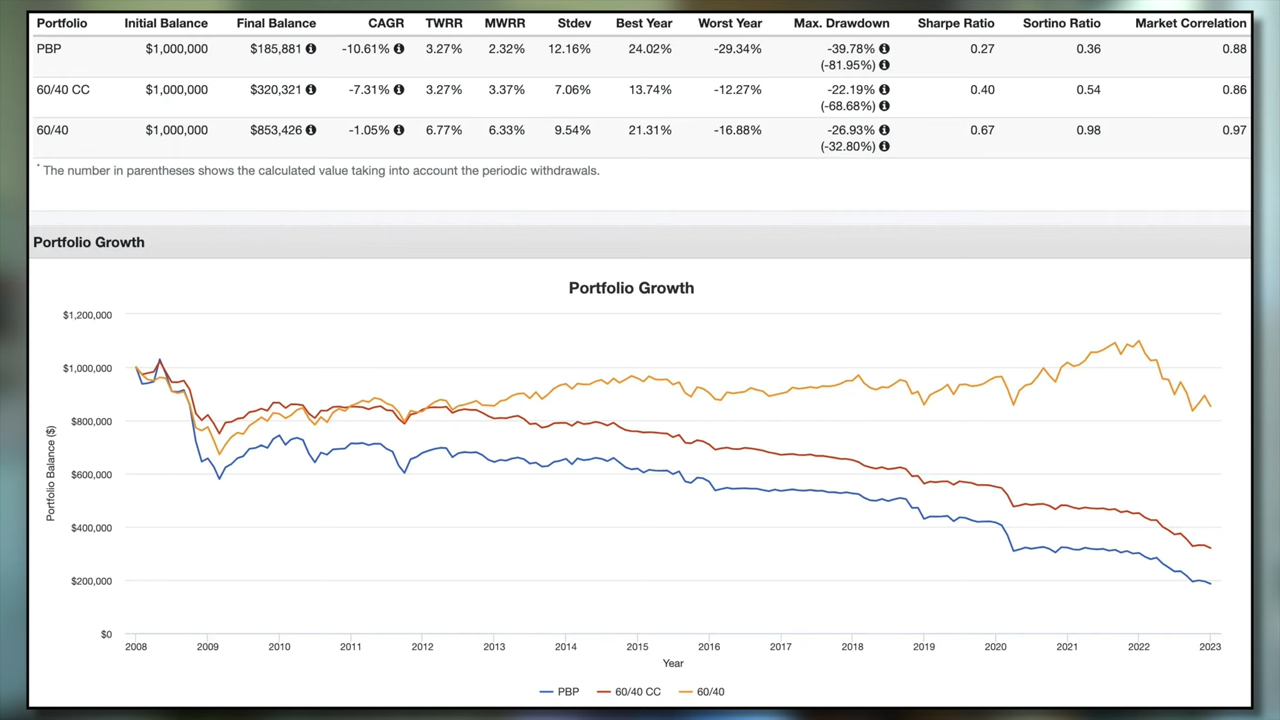 Portfolio Initial Balance Final Balance CAGR TWRR MWRR Stdev Best Year Worst Year Max. Drawdown Sharpe Ratio Sortino Ratio Market Correlation
PBP $1,000,000 $185,881 -10.61% 3.27% 2.32% 12.16% 24.02% -29.34% -39.78% 0.27 0.36 0.88
(-81.95%)
60/40 CC $1,000,000 $320,321 -7.31% 3.27% 3.37% 7.06% 13.74% -12.27% -22.19% 0.40 0.54 0.86
(-68.68%)
60/40 $1,000,000 $853,426 -1.05% 6.77% 6.33% 9.54% 21.31% -16.88% -26.93% 0.67 0.98 0.97
(-32.80%)
* The number in parentheses shows the calculated value taking into account the periodic withdrawals.
Portfolio Growth
Portfolio Growth
Portfolio Balance ($)
$1,200,000
$1,000,000
$800,000
$600,000
$400,000
$200,000
$0
2008 2009 2010 2011 2012 2013 2014 2015 2016 2017 2018 2019 2020 2021 2022 2023
Year
PBP 60/40 CC 60/40